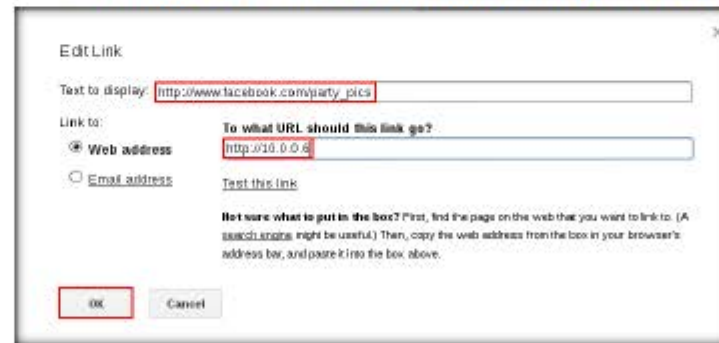 Edit Link
Text to display: http://www.facebook.com/party_pics
Link to:
To what URL should this link go?
Web address
http://10.0.0.6
Email address
Test this link
Not sure what to put in the box? First, find the page on the web that you want to link to. (A
search engine might be useful.) Then, copy the web address from the box in your browser's
address bar, and paste it into the box above.
OK
Cancel